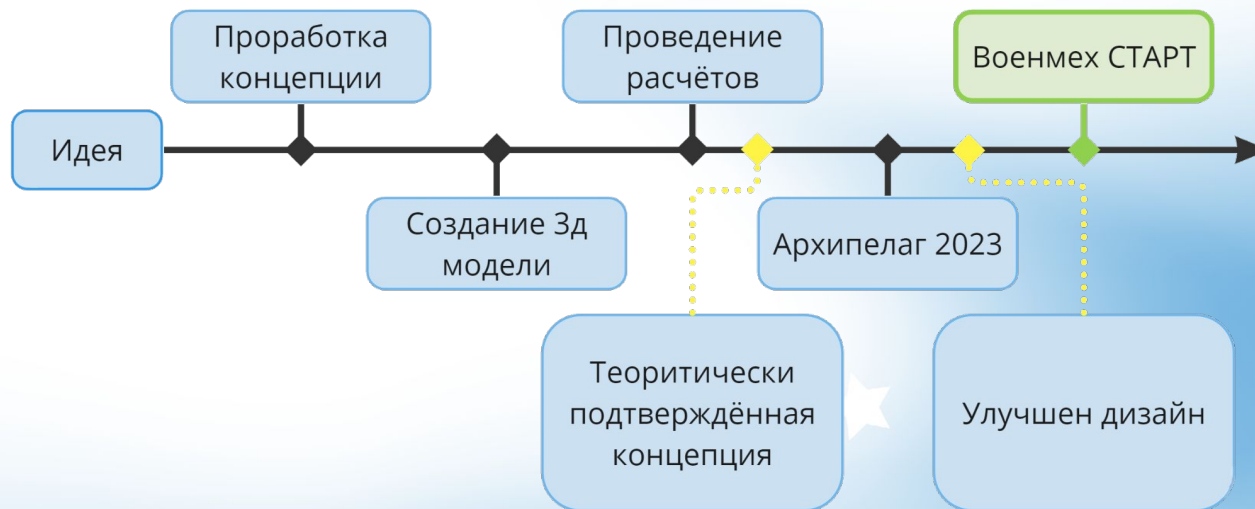 Проработка
концепции
Проведение
расчётов
Военмех СТАРТ
Идея
Создание 3д
модели
Архипелаг 2023
Теоритически
подтверждённая
концепция
Улучшен дизайн